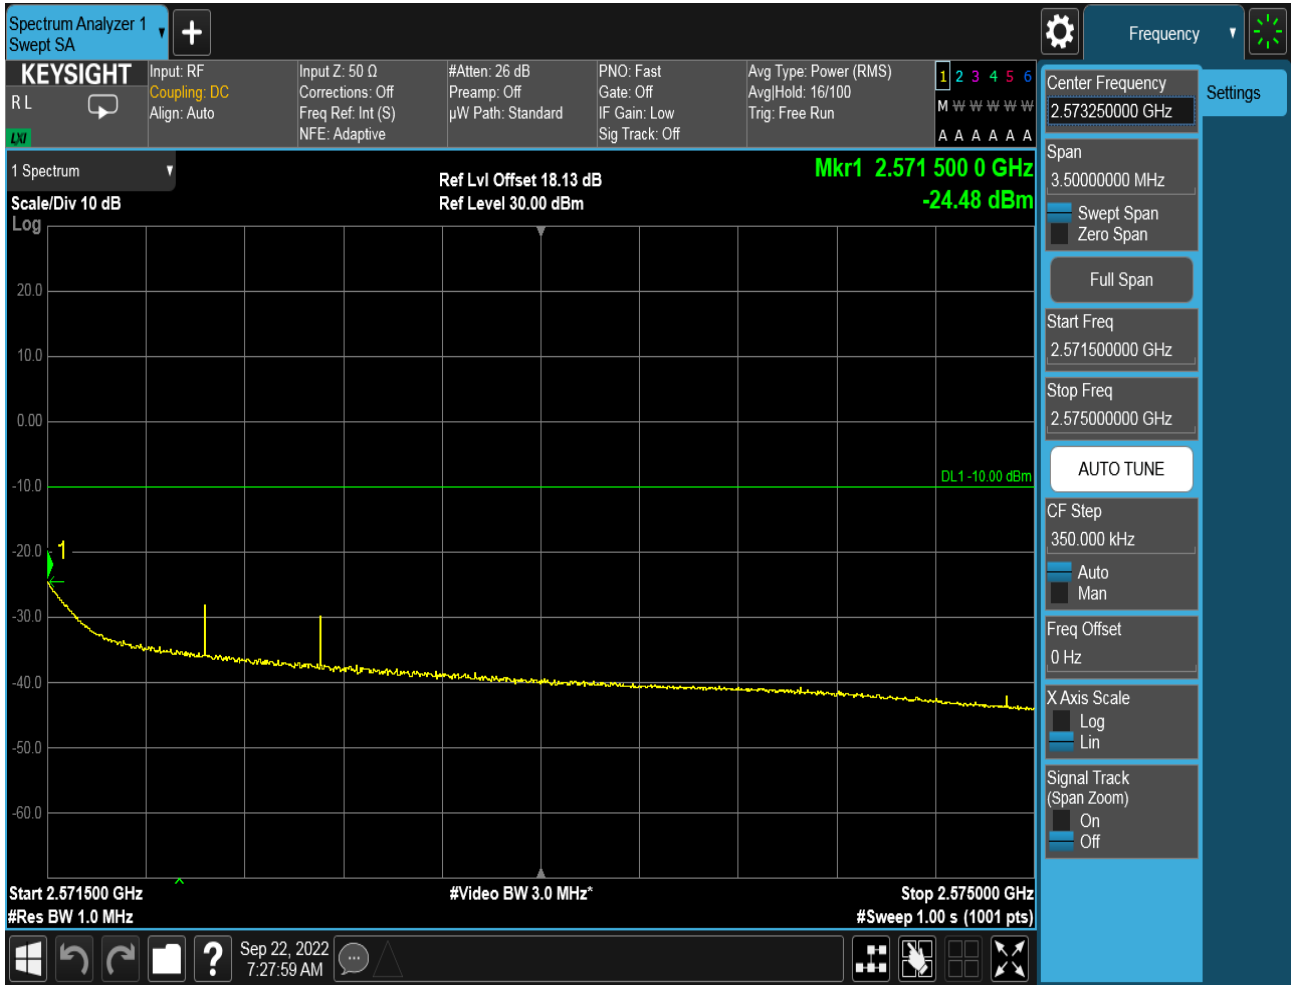 Spectrum Analyzer 1
Swept SA
Frequency
KEYSIGHT
R L
LXI
Input: RF
Coupling: DC
Align: Auto
Input Z: 50 Ω
Corrections: Off
Freq Ref: Int (S)
NFE: Adaptive
#Atten: 26 dB
Preamp: Off
µW Path: Standard
PNO: Fast
Gate: Off
IF Gain: Low
Sig Track: Off
Avg Type: Power (RMS)
Avg|Hold: 16/100
Trig: Free Run
1 2 3 4 5 6
M W W W W W
A A A A A A
1 Spectrum
Scale/Div 10 dB
Log
Ref Lvl Offset 18.13 dB
Ref Level 30.00 dBm
Mkr1 2.571 500 0 GHz
-24.48 dBm
20.0
10.0
0.00
-10.0
-20.0
-30.0
-40.0
-50.0
-60.0
DL1 -10.00 dBm
1
Start 2.571500 GHz
#Res BW 1.0 MHz
#Video BW 3.0 MHz*
Stop 2.575000 GHz
#Sweep 1.00 s (1001 pts)
Sep 22, 2022
7:27:59 AM
Center Frequency
2.573250000 GHz
Settings
Span
3.50000000 MHz
Swept Span
Zero Span
Full Span
Start Freq
2.571500000 GHz
Stop Freq
2.575000000 GHz
AUTO TUNE
CF Step
350.000 kHz
Auto
Man
Freq Offset
0 Hz
X Axis Scale
Log
Lin
Signal Track
(Span Zoom)
On
Off